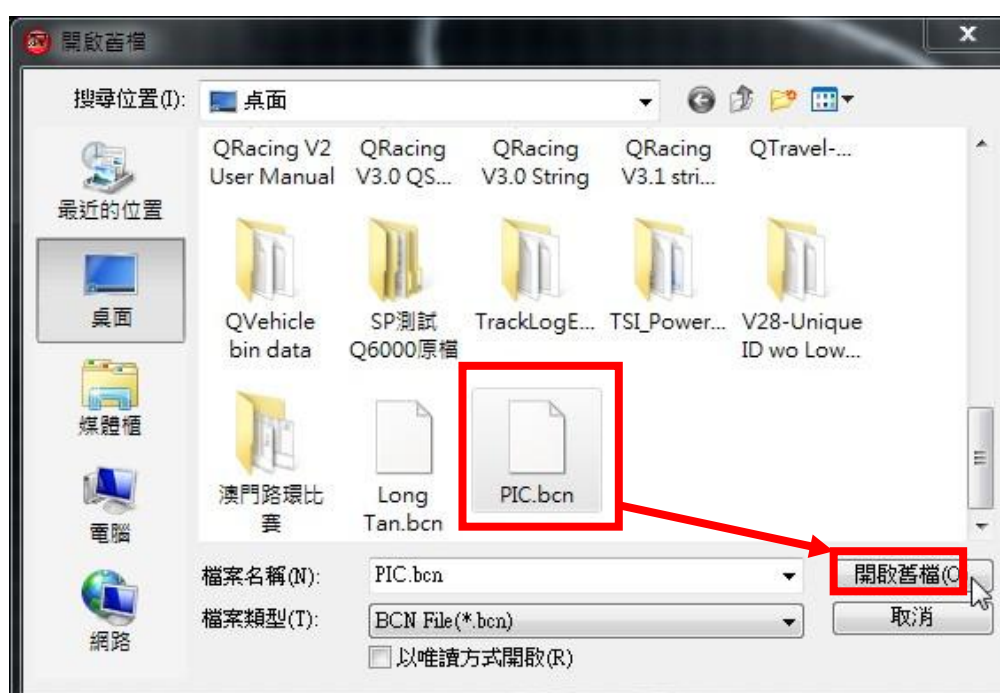 開啟舊檔
x
搜尋位置(I):
桌面
QRacing V2
User Manual
QRacing
V3.0 QS...
QRacing
V3.0 String
QRacing
V3.1 stri...
QTravel-...
最近的位置
桌面
媒體櫃
電腦
網路
QVehicle
bin data
SP測試
Q6000原檔
TrackLogE...
TSI_Power...
V28-Unique
ID wo Low...
澳門路環比
賽
Long
Tan.bcn
PIC.bcn
檔案名稱(N):
PIC.bcn
開啟舊檔(O)
檔案類型(T):
BCN File(*.bcn)
取消
以唯讀方式開啟(R)